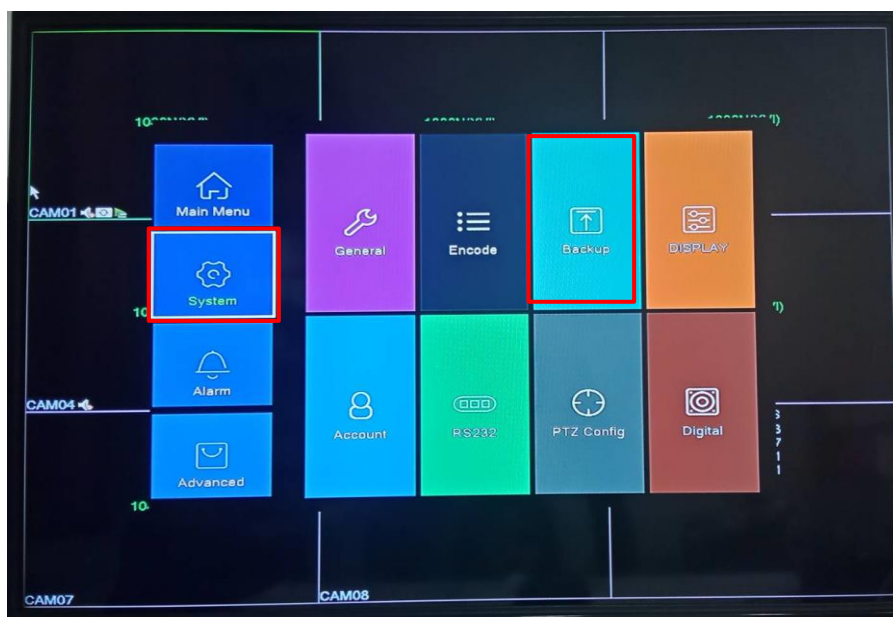 CAM01
Main Menu
System
Alarm
Advanced
General
Encode
Backup
DISPLAY
Account
RS232
PTZ Config
Digital
CAM04
CAM07
CAM08